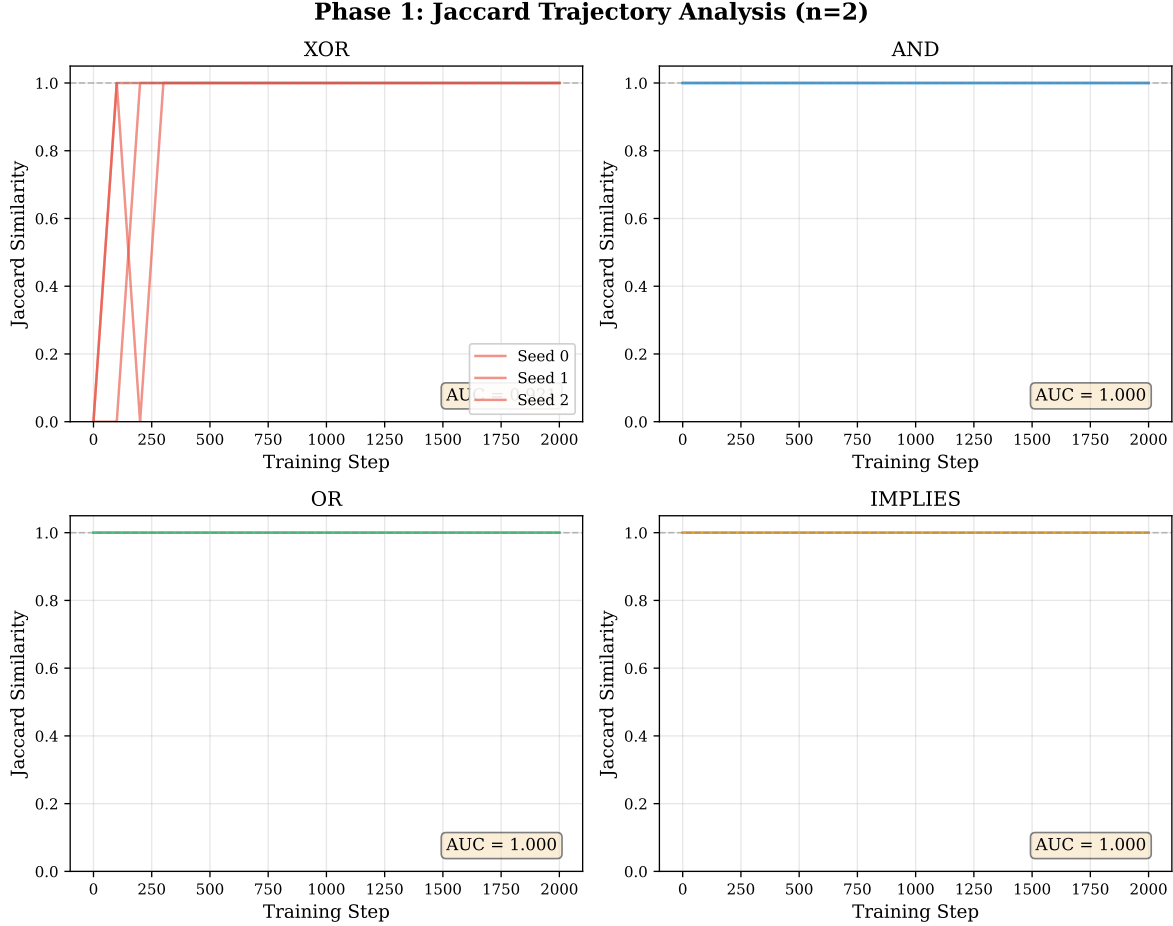 Phase 1: Jaccard Trajectory Analysis (n=2)
XOR
1.0
0.8
0.6
0.4
0.2
0.0
Jaccard Similarity
Seed 0
Seed 1
Seed 2
AUC =
0 250 500 750 1000 1250 1500 1750 2000
Training Step
AND
1.0
0.8
0.6
0.4
0.2
0.0
Jaccard Similarity
AUC = 1.000
0 250 500 750 1000 1250 1500 1750 2000
Training Step
OR
1.0
0.8
0.6
0.4
0.2
0.0
Jaccard Similarity
AUC = 1.000
0 250 500 750 1000 1250 1500 1750 2000
Training Step
IMPLIES
1.0
0.8
0.6
0.4
0.2
0.0
Jaccard Similarity
AUC = 1.000
0 250 500 750 1000 1250 1500 1750 2000
Training Step